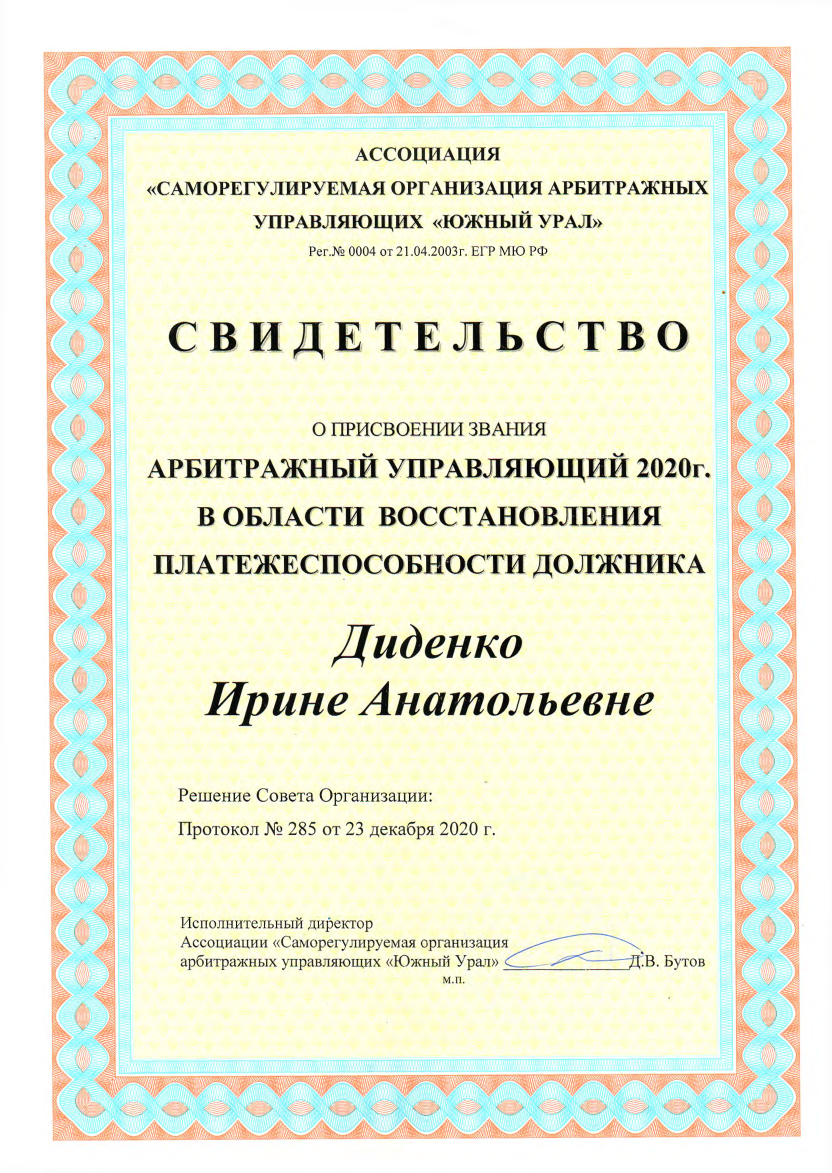 АССОЦИАЦИЯ
«САМОРЕГУЛИРУЕМАЯ ОРГАНИЗАЦИЯ АРБИТРАЖНЫХ
УПРАВЛЯЮЩИХ «ЮЖНЫЙ УРАЛ»
Рег.№ 0004 от 21.04.2003г. ЕГР МЮ РФ
СВИДЕТЕЛЬСТВО
О ПРИСВОЕНИИ ЗВАНИЯ
АРБИТРАЖНЫЙ УПРАВЛЯЮЩИЙ 2020г.
В ОБЛАСТИ ВОССТАНОВЛЕНИЯ
ПЛАТЕЖЕСПОСОБНОСТИ ДОЛЖНИКА
Диденко
Ирине Анатольевне
Решение Совета Организации:
Протокол № 285 от 23 декабря 2020 г.
Исполнительный директор
Ассоциации «Саморегулируемая организация
арбитражных управляющих «Южный Урал» Д.В. Бутов
м.п.